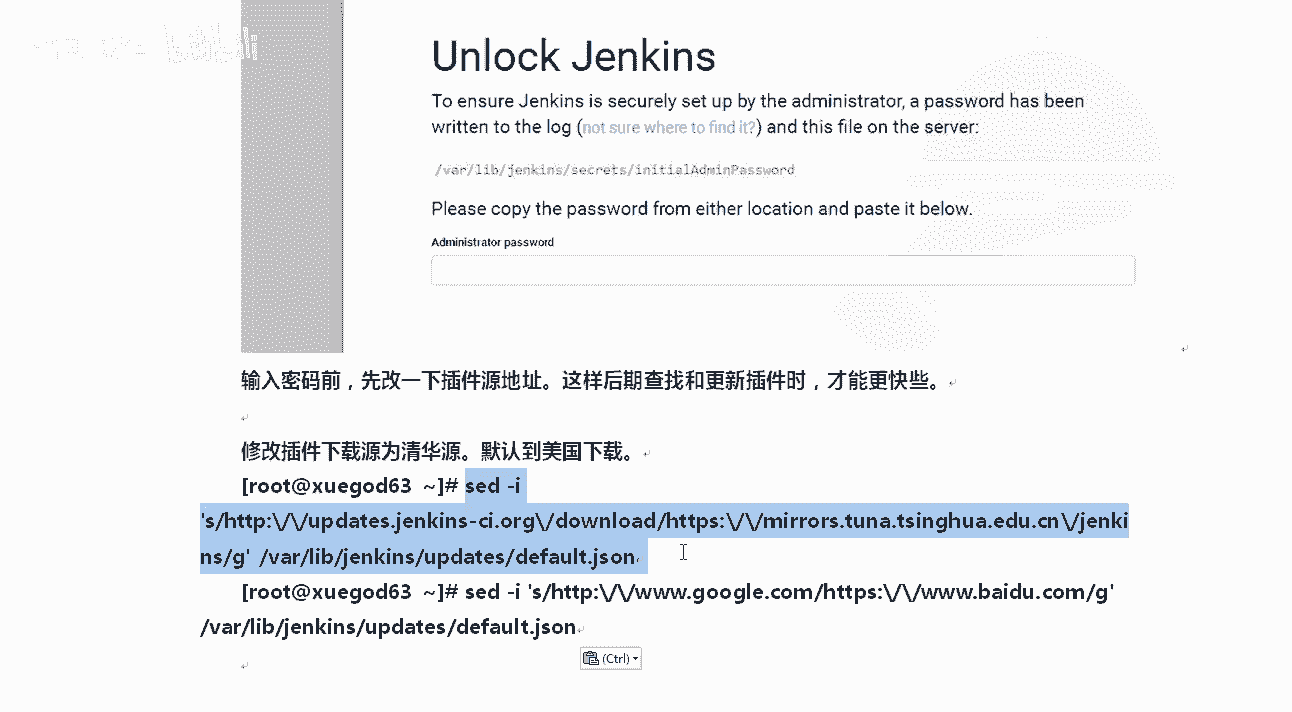 Unlock Jenkins
To ensure Jenkins is securely set up by the administrator, a password has been
written to the log (not sure where to find it?) and this file on the server:
/var/lib/jenkins/secrets/initialAdminPassword
Please copy the password from either location and paste it below.
Administrator password
输入密码前，先改一下插件源地址。这样后期查找和更新插件时，才能更快些。
修改插件下载源为清华源。默认到美国下载。
[root@xuegod63 ~]# sed -i
's/http:\/\/updates.jenkins-ci.org\/download/https:\/\/mirrors.tuna.tsinghua.edu.cn\/jenki
ns/g' /var/lib/jenkins/updates/default.json
[root@xuegod63 ~]# sed -i 's/http:\/\/www.google.com/https:\/\/www.baidu.com/g'
/var/lib/jenkins/updates/default.json
(Ctrl)